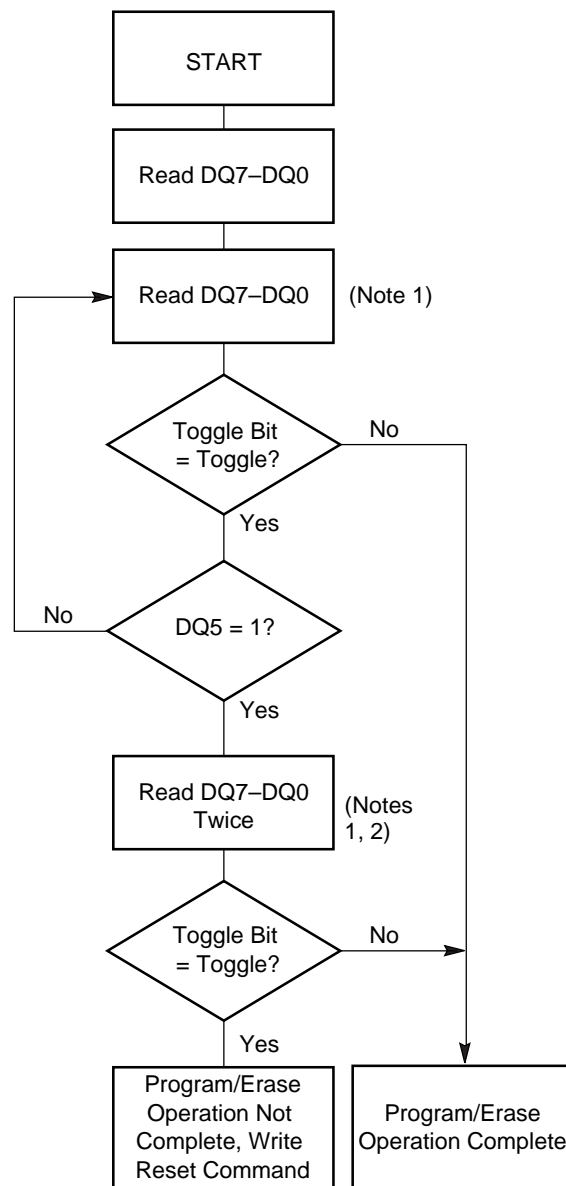 START
Read DQ7–DQ0
Read DQ7–DQ0
(Note 1)
Toggle Bit
= Toggle?
No
Yes
No
DQ5 = 1?
Yes
Read DQ7–DQ0
Twice
(Notes
1, 2)
Toggle Bit
= Toggle?
No
Yes
Program/Erase
Operation Not
Complete, Write
Reset Command
Program/Erase
Operation Complete